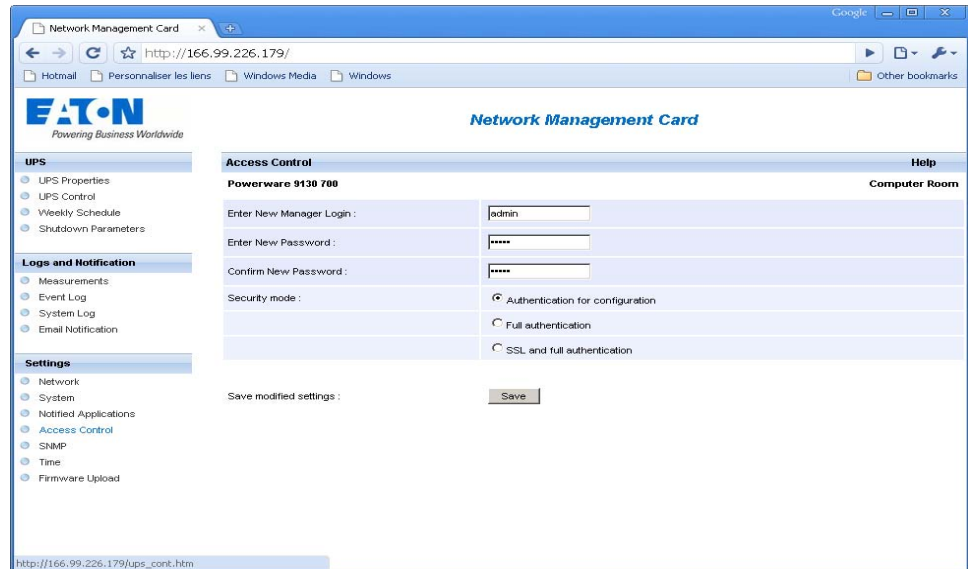 Google
Network Management Card
http://166.99.226.179/
Hotmail Personnaliser les liens Windows Media Windows Other bookmarks
EATON
Powering Business Worldwide
Network Management Card
UPS
UPS Properties
UPS Control
Weekly Schedule
Shutdown Parameters
Logs and Notification
Measurements
Event Log
System Log
Email Notification
Settings
Network
System
Notified Applications
Access Control
SNMP
Time
Firmware Upload
Access Control Help
Powerware 9130 700 Computer Room
Enter New Manager Login : admin
Enter New Password : •••••
Confirm New Password : •••••
Security mode : Authentication for configuration
Full authentication
SSL and full authentication
Save modified settings : Save
http://166.99.226.179/ups_cont.htm